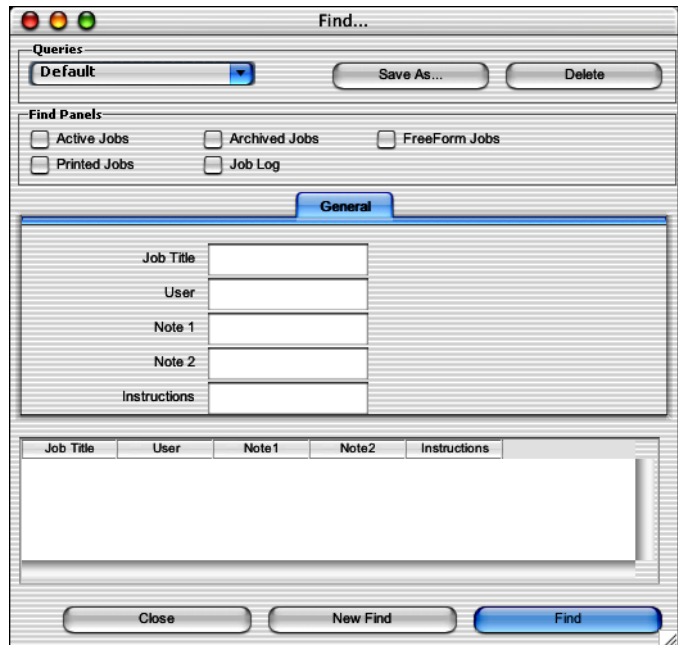 Find...
Queries
Default Save As... Delete
Find Panels
Active Jobs Archived Jobs FreeForm Jobs
Printed Jobs Job Log
General
Job Title
User
Note 1
Note 2
Instructions
Job Title User Note1 Note2 Instructions
Close New Find Find